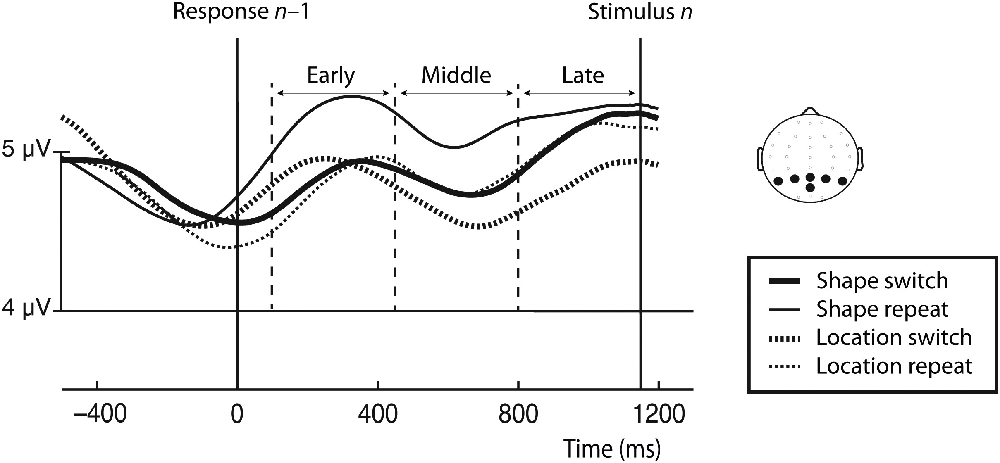 Response n–1
Stimulus n
Early
Middle
Late
5 µV
4 µV
–400
0
400
800
1200
Time (ms)
Shape switch
Shape repeat
Location switch
Location repeat